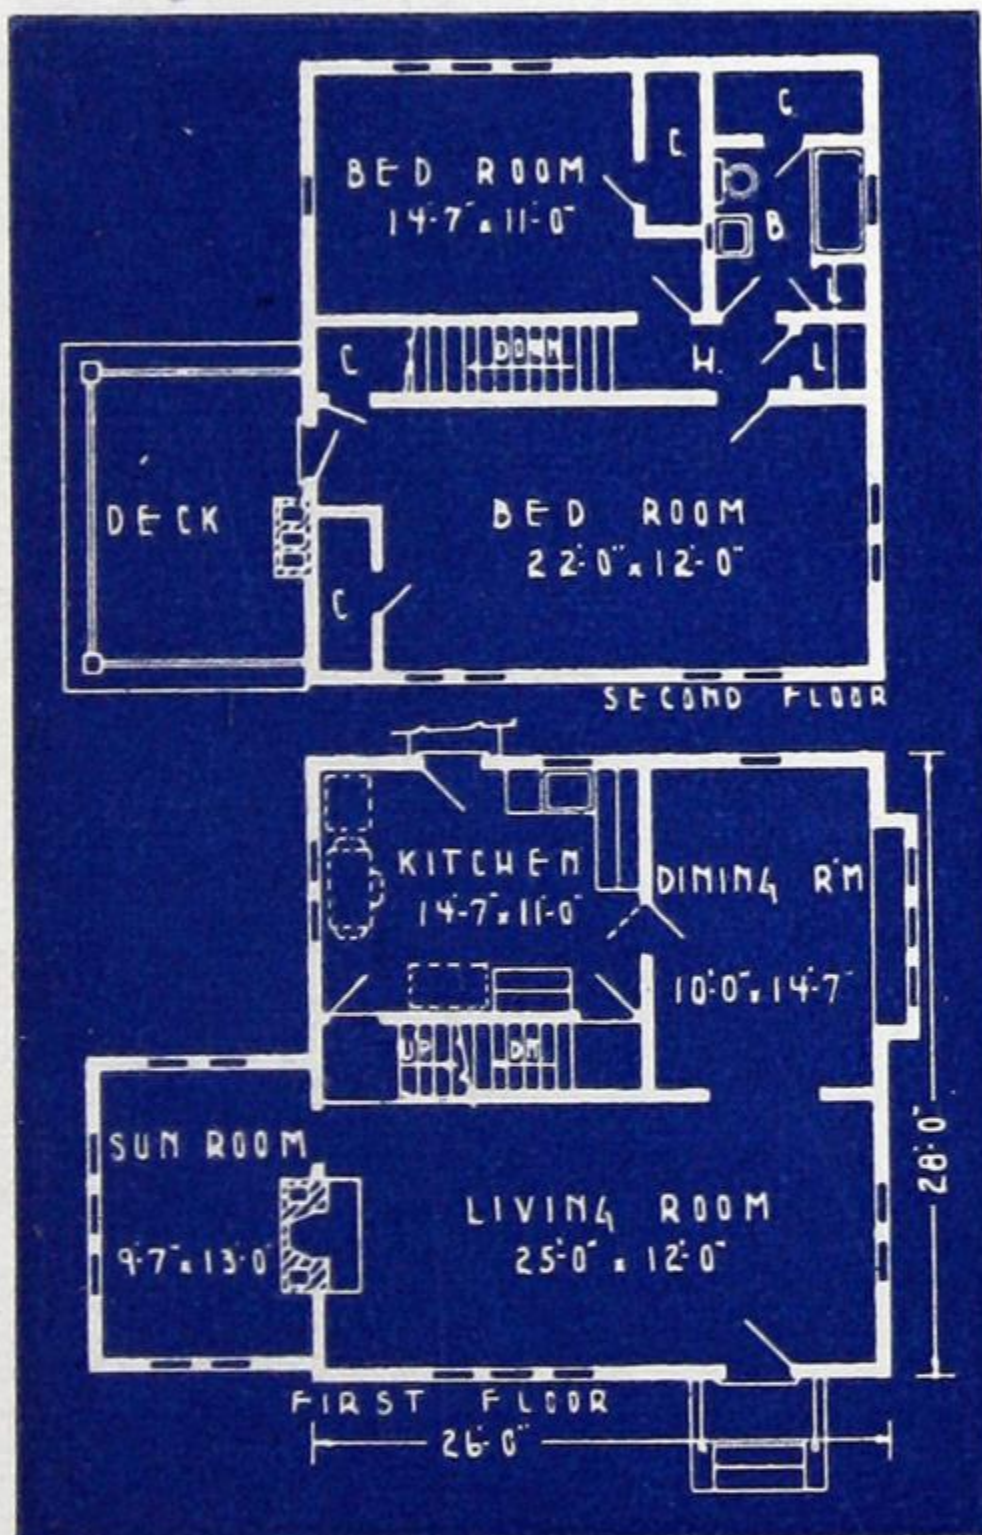 C.
BED ROOM
C.
14'-7" x 11'-0"
B.
L
C
DOWN
H.
L
DECK
BED ROOM
22'-0" x 12'-0"
C
SECOND FLOOR
KITCHEN
14'-7" x 11'-0"
DINING R'M
10'-0" x 14'-7"
UP
DN
SUN ROOM
9'-7" x 13'-0"
LIVING ROOM
25'-0" x 12'-0"
28'-0"
FIRST FLOOR
26'-0"